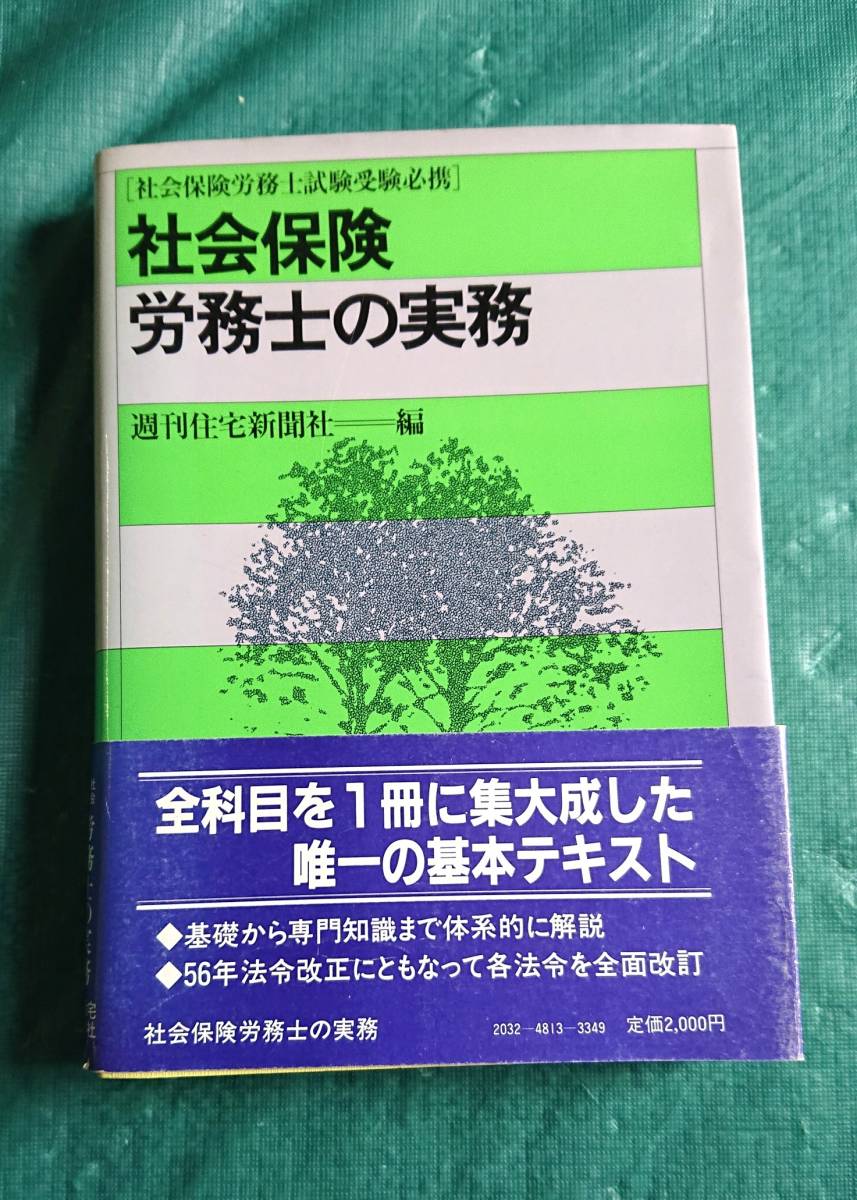 [社会保険労務士試験受験必携]
社会保険
労務士の実務
週刊住宅新聞社——編
全科目を1冊に集大成した
唯一の基本テキスト
◆基礎から専門知識まで体系的に解説
◆56年法令改正にともなって各法令を全面改訂
社会保険労務士の実務
2032-4813-3349 定価2,000円